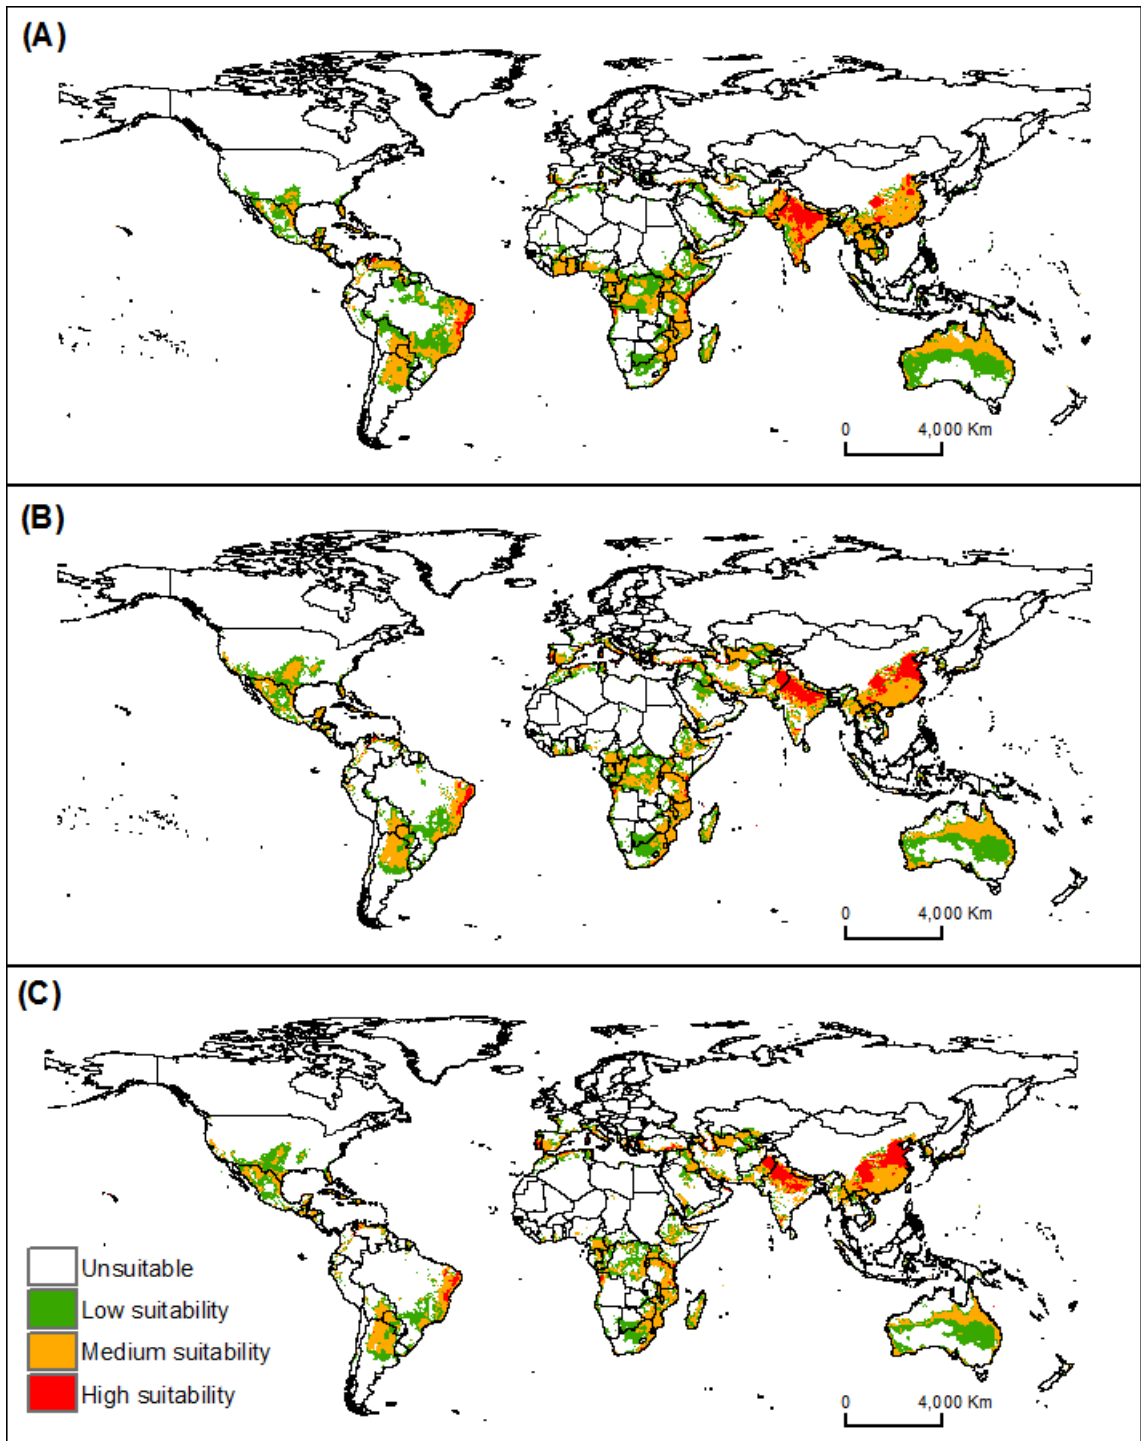 (A)
0 4,000 Km
(B)
0 4,000 Km
(C)
Unsuitable
Low suitability
Medium suitability
High suitability
0 4,000 Km